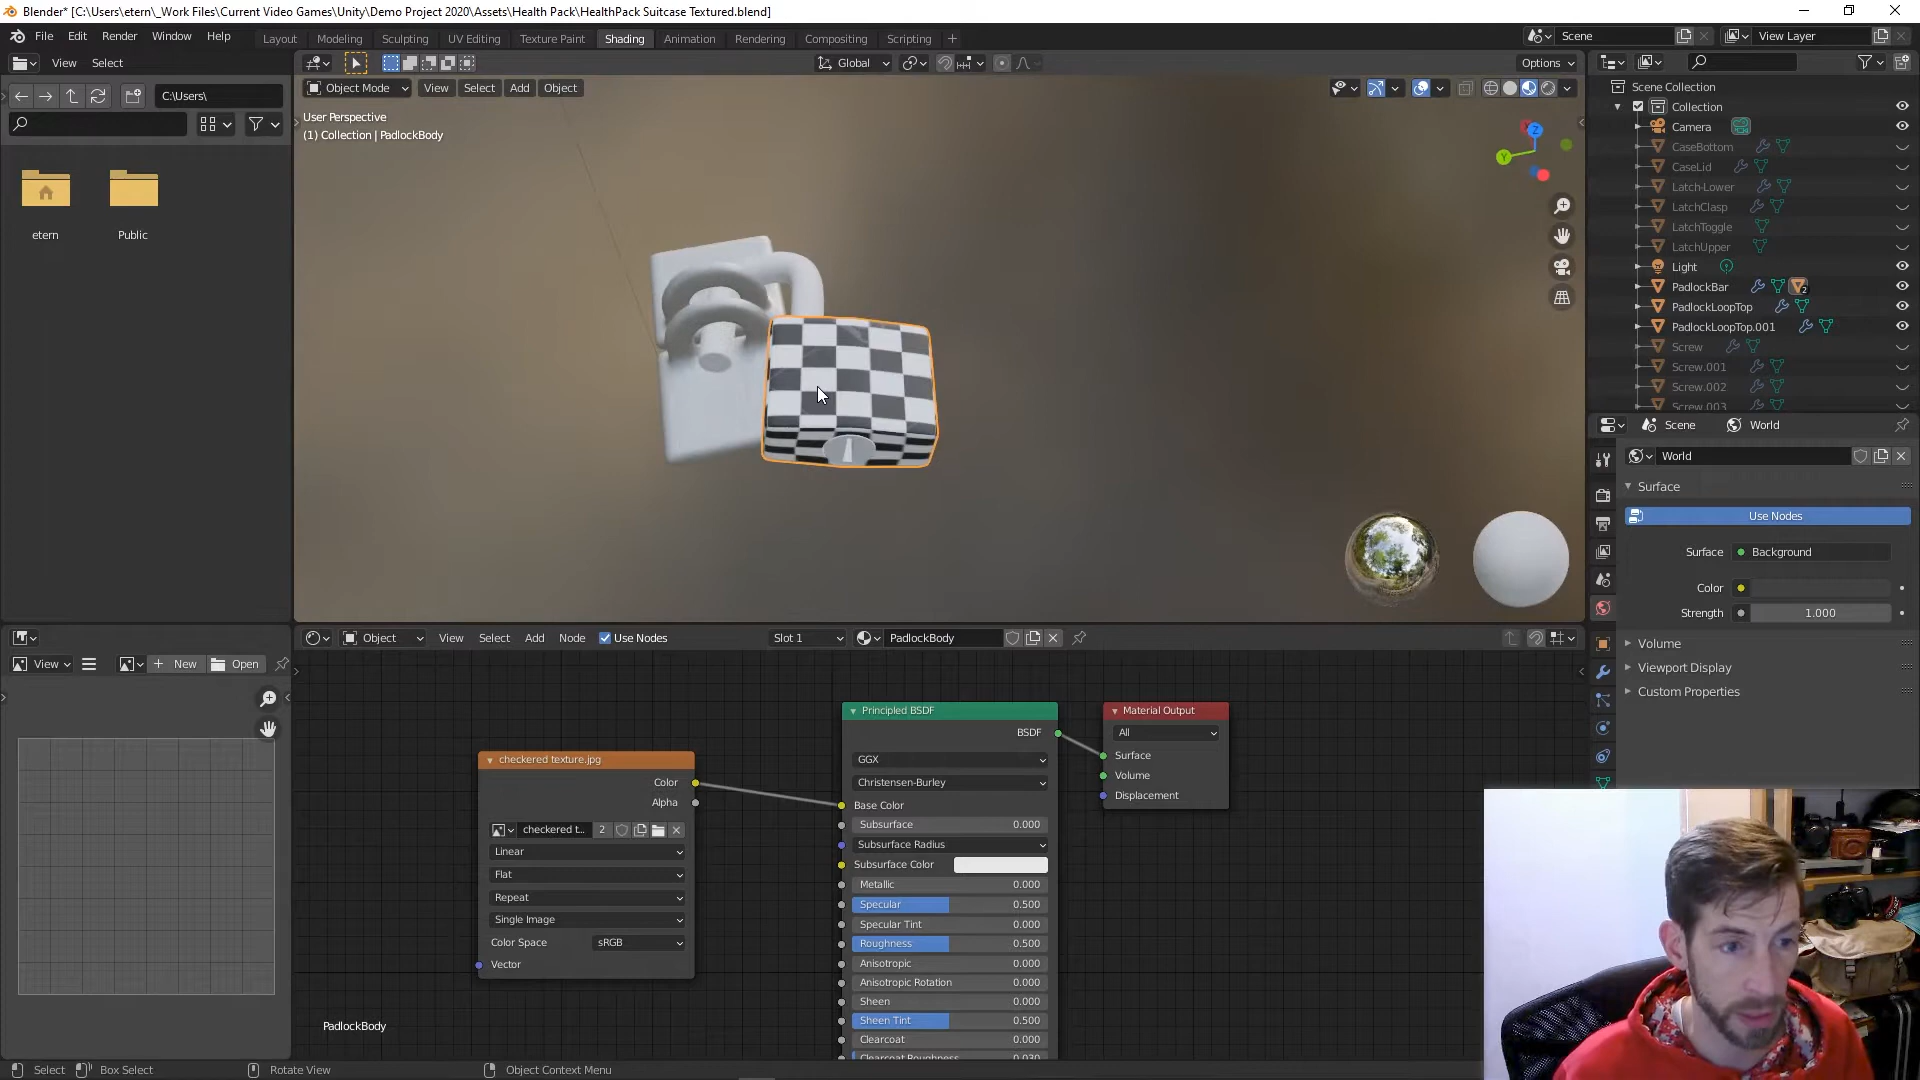 Blender* [C:\Users\etern\_Work Files\Current Video Games\Unity\Demo Project 2020\Assets\Health Pack\HealthPack Suitcase Textured.blend]
File Edit Render Window Help
Layout Modeling Sculpting UV Editing Texture Paint Shading Animation Rendering Compositing Scripting
Scene
View Layer
View Select
Global
Options
C:\Users\
Object Mode View Select Add Object
User Perspective
(1) Collection | PadlockBody
etern
Public
X
Y
Z
Scene Collection
Collection
Camera
CaseBottom
CaseLid
Latch-Lower
LatchClasp
LatchToggle
LatchUpper
Light
PadlockBar
2
PadlockLoopTop
PadlockLoopTop.001
Screw
Screw.001
Screw.002
Screw.003
Scene World
World
Surface
Use Nodes
Surface Background
Color
Strength 1.000
Volume
Viewport Display
Custom Properties
View New Open
Object View Select Add Node Use Nodes Slot 1 PadlockBody
checkered texture.jpg
Color
Alpha
checkered t... 2
Linear
Flat
Repeat
Single Image
Color Space sRGB
Vector
Principled BSDF
BSDF
GGX
Christensen-Burley
Base Color
Subsurface 0.000
Subsurface Radius
Subsurface Color
Metallic 0.000
Specular 0.500
Specular Tint 0.000
Roughness 0.500
Anisotropic 0.000
Anisotropic Rotation 0.000
Sheen 0.000
Sheen Tint 0.500
Clearcoat 0.000
Clearcoat Roughness 0.030
Material Output
All
Surface
Volume
Displacement
PadlockBody
Select Box Select Rotate View Object Context Menu